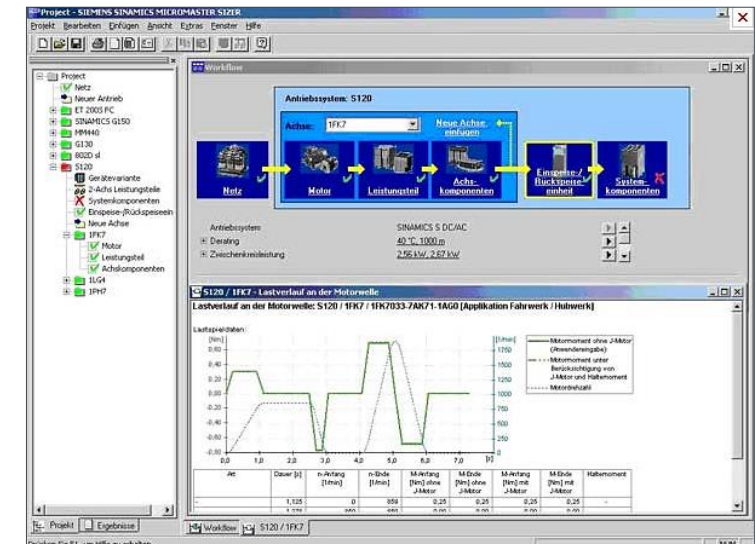 Project - SIEMENS SINAMICS MICROMASTER SIZER
Projekt Bearbeiten Einfügen Ansicht Extras Fenster Hilfe
Project
Netz
Neuer Antrieb
ET 200S FC
SINAMICS G150
MM440
G130
802D sl
S120
Gerätevariante
2-Achs Leistungsteile
Systemkomponenten
Einspeise-/Rückspeiseein
Neue Achse
1FK7
Motor
Leistungsteil
Achskomponenten
1LG4
1PH7
Projekt Ergebnisse
Workflow
Antriebssystem: S120
Achse: 1FK7 Neue Achse einfügen
Netz
Motor
Leistungsteil
Achs-
komponenten
Einspeise-/
Rückspeise
einheit
System-
komponenten
Antriebssystem SINAMICS S DC/AC
Derating 40 °C, 1000 m
Zwischenkreisleistung 2,56 kW, 2,67 kW
S120 / 1FK7 - Lastverlauf an der Motorwelle
Lastverlauf an der Motorwelle: S120 / 1FK7 / 1FK7033-7AK71-1AG0 [Applikation Fahrwerk / Hubwerk]
Lastspieldaten:
[Nm] [1/min]
0,60 1750
0,40
0,20 1250
0,00 1000
-0,20 750
-0,40 500
-0,60 250
-0,80 0
0,0 1,0 2,0 3,0 4,0 5,0 6,0 7,0 [s]
Motormoment ohne J-Motor
(Anwendereingabe)
Motormoment unter
Berücksichtigung von
J-Motor und Haltemoment
Motordrehzahl
Art Dauer [s] n-Anfang [1/min] n-Ende [1/min] M-Anfang [Nm] ohne J-Motor M-Ende [Nm] ohne J-Motor M-Anfang [Nm] mit J-Motor M-Ende [Nm] mit J-Motor Haltemoment
- 1,125 0 859 0,25 0,25 0,25 0,25 -
Workflow S120 / 1FK7